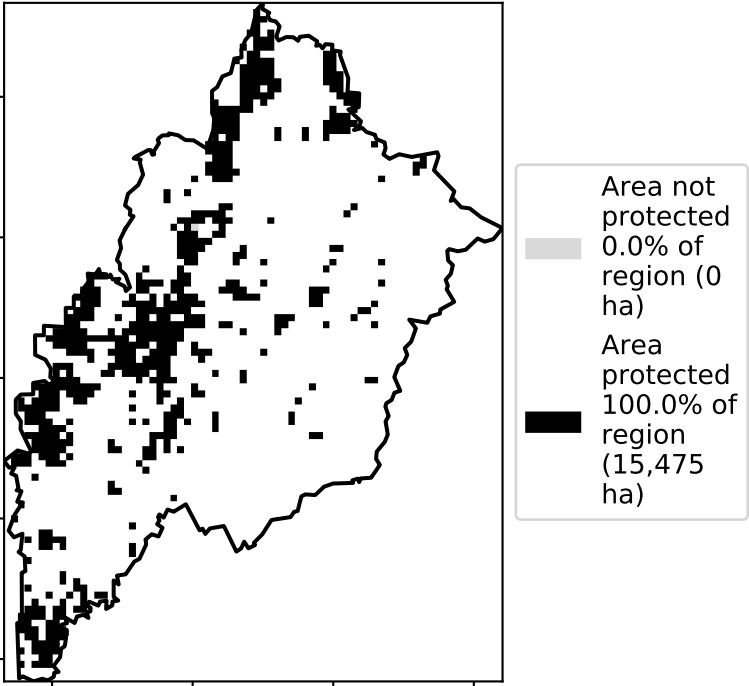 Area not
protected
0.0% of
region (0
ha)
Area
protected
100.0% of
region
(15,475
ha)